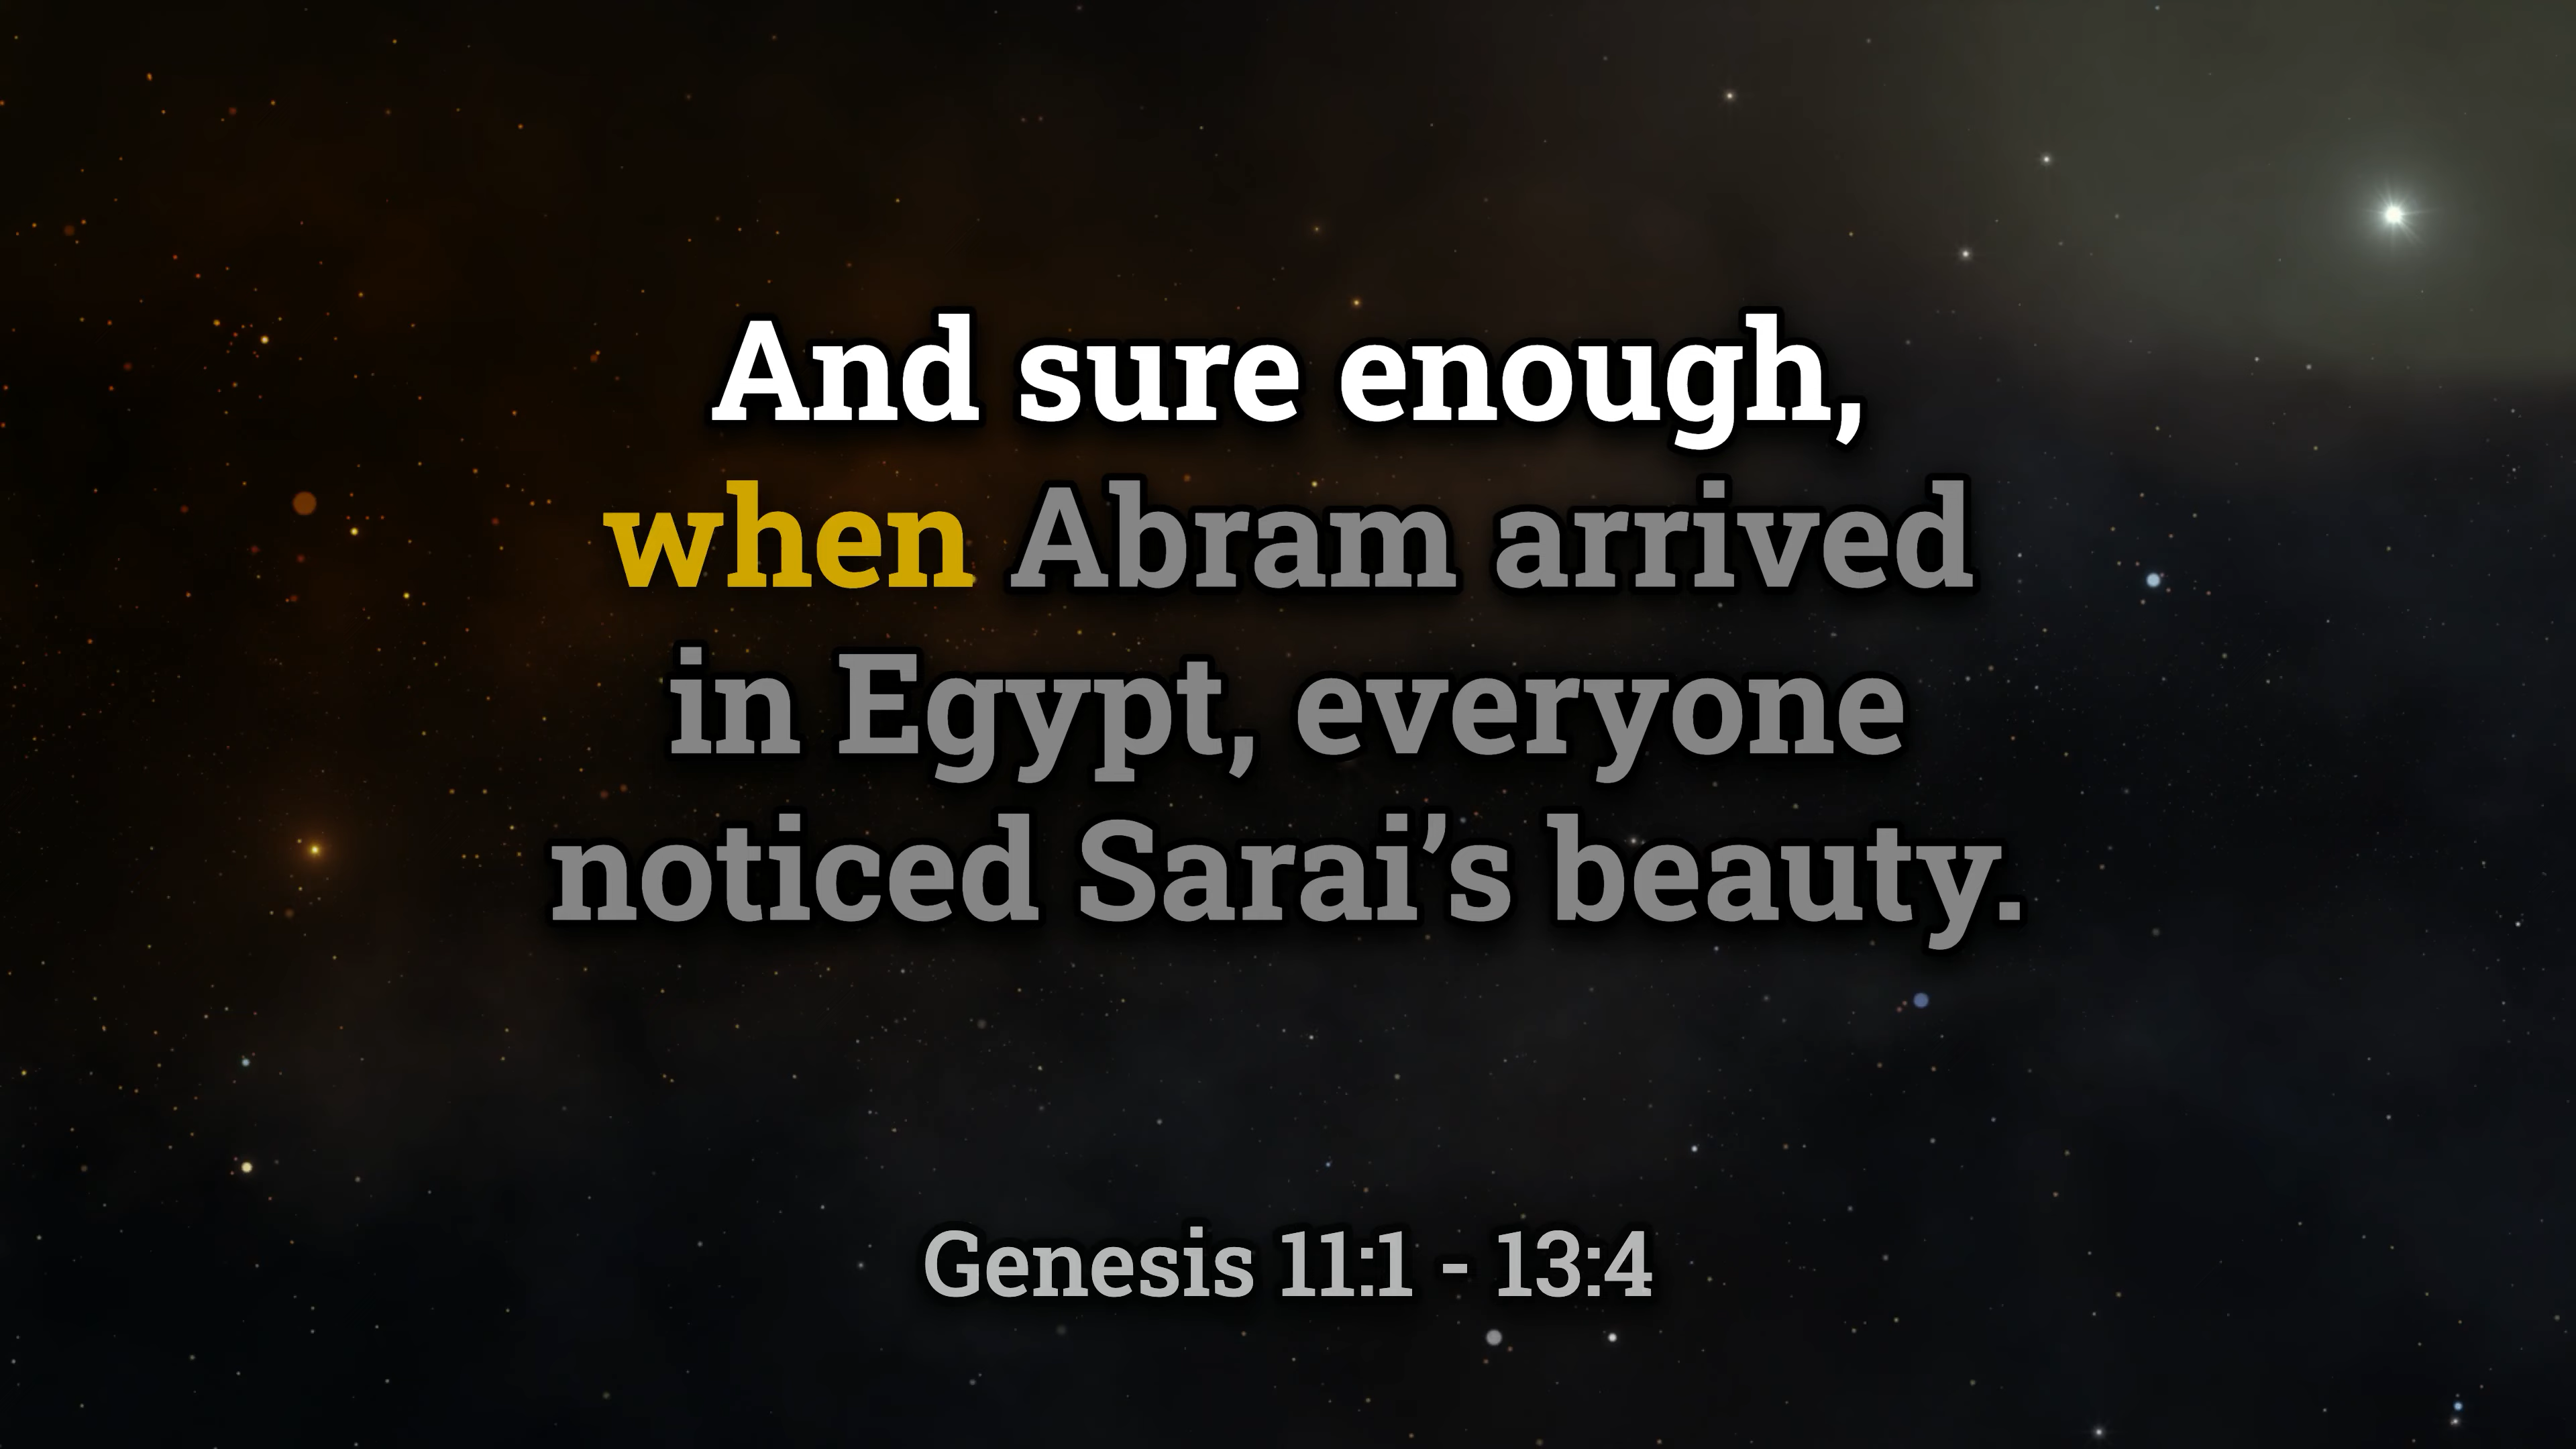 And sure enough,
when Abram arrived
in Egypt, everyone
noticed Sarai’s beauty.
Genesis 11:1 - 13:4